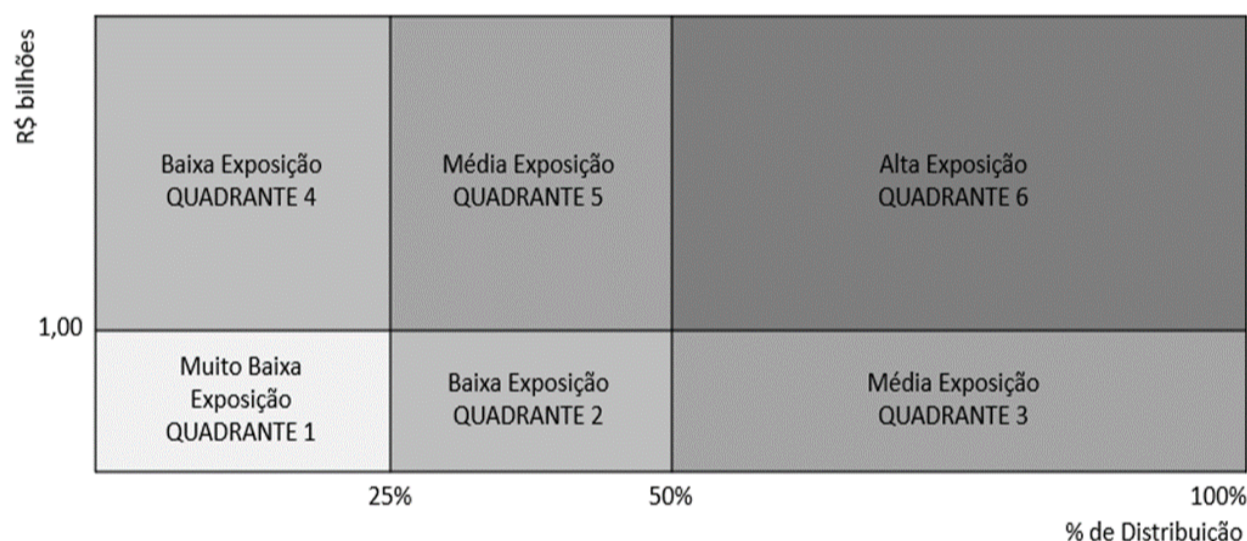 R$ bilhões
Baixa Exposição
QUADRANTE 4
Média Exposição
QUADRANTE 5
Alta Exposição
QUADRANTE 6
1,00
Muito Baixa
Exposição
QUADRANTE 1
Baixa Exposição
QUADRANTE 2
Média Exposição
QUADRANTE 3
25%
50%
100%
% de Distribuição